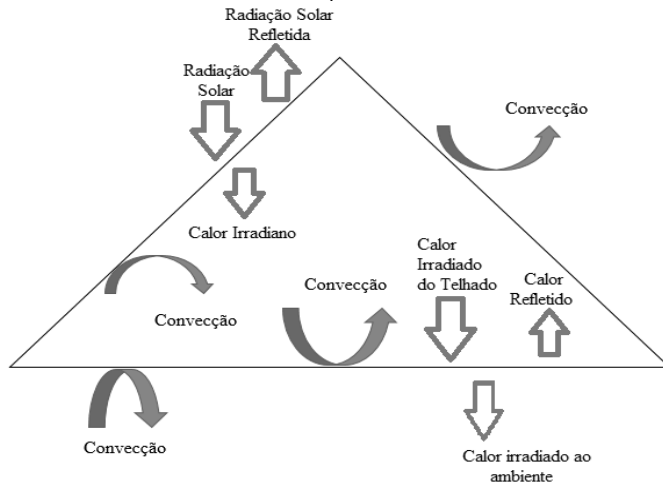 Radiação Solar
Refletida
Radiação
Solar
Convecção
Calor Irradiano
Calor
Irradiado
do Telhado
Calor
Refletido
Convecção
Convecção
Convecção
Calor irradiado ao
ambiente